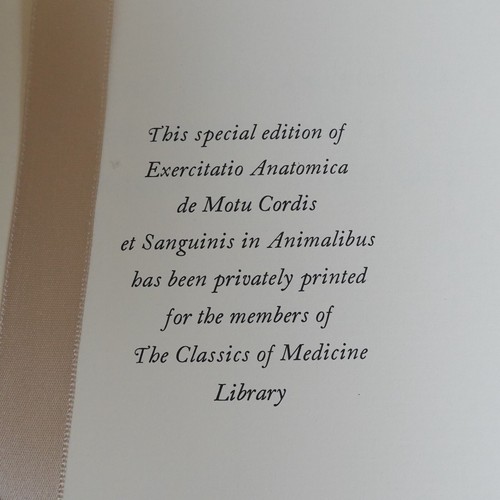 This special edition of
Exercitatio Anatomica
de Motu Cordis
et Sanguinis in Animalibus
has been privately printed
for the members of
The Classics of Medicine
Library